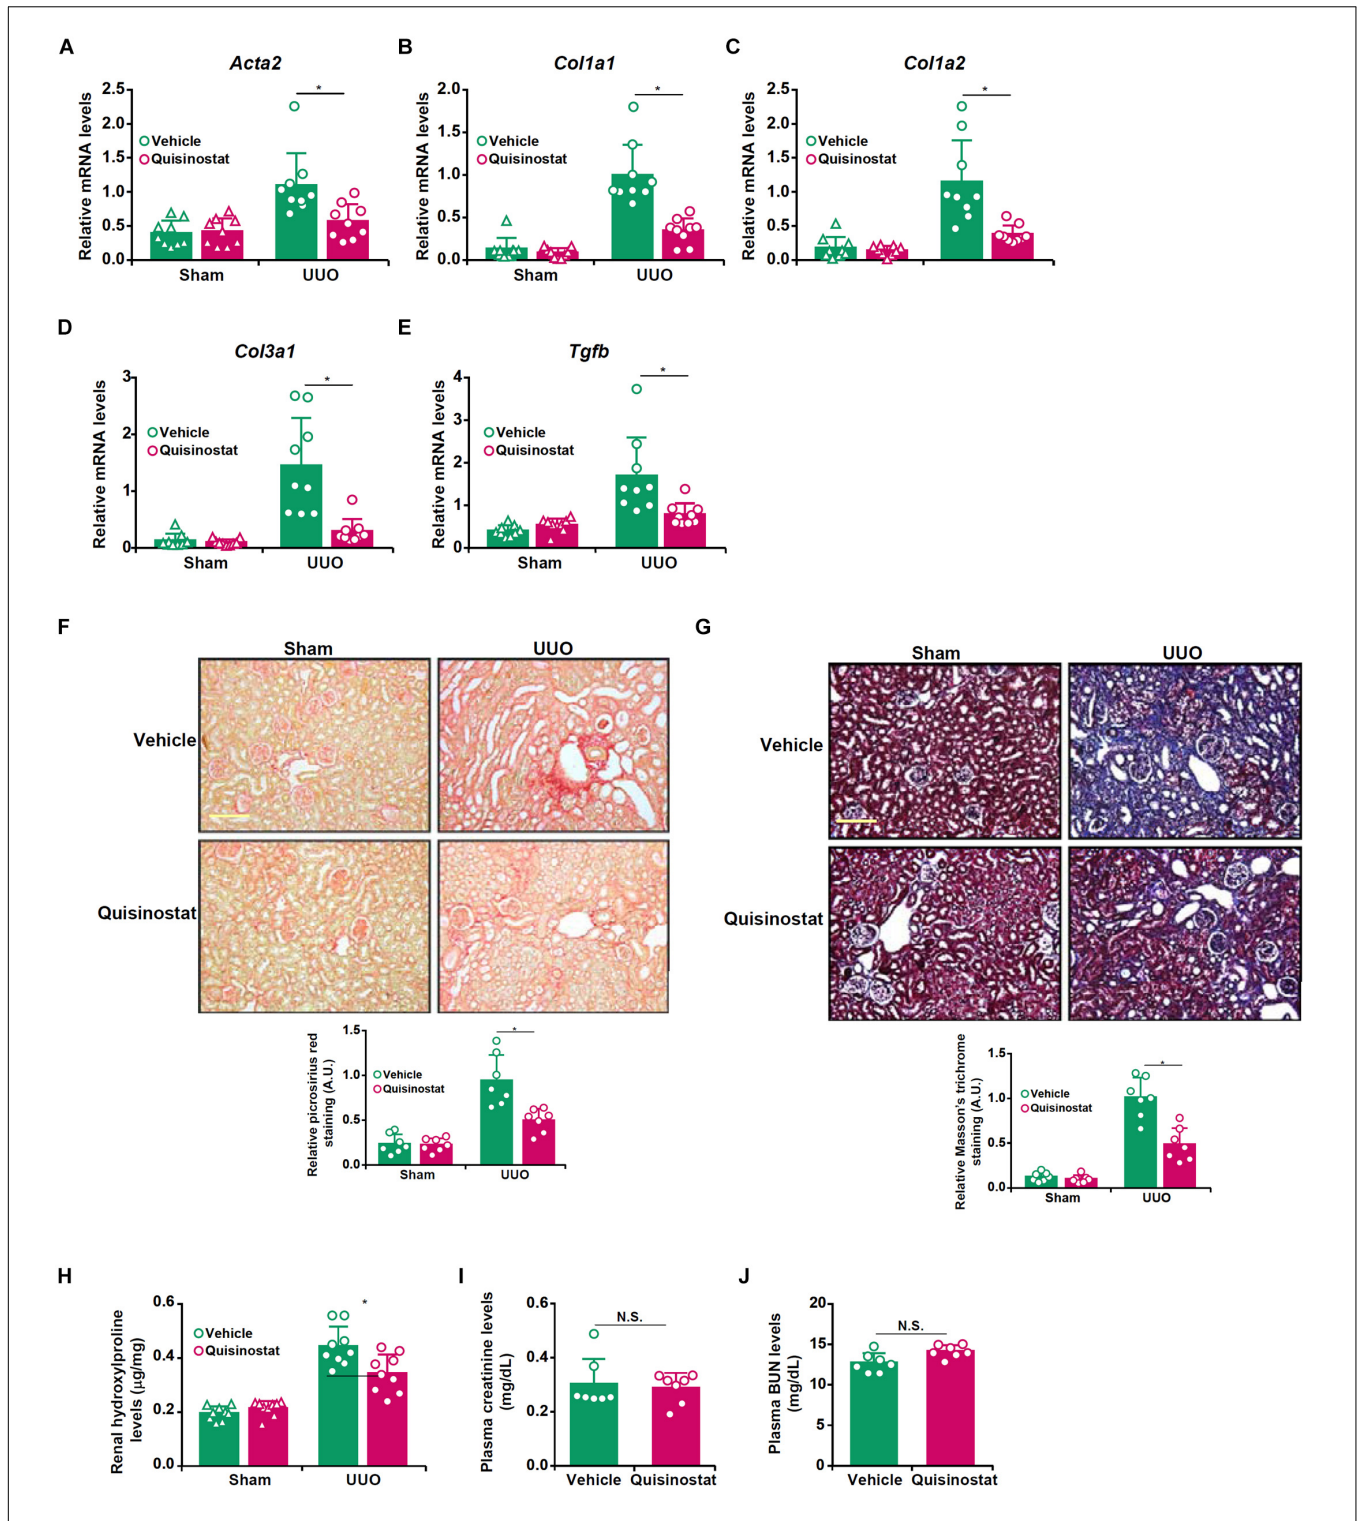 A
Acta2
Relative mRNA levels
2.5
2.0
1.5
1.0
0.5
0.0
Vehicle
Quisinostat
*
Sham
UUO
B
Col1a1
Relative mRNA levels
2.0
1.5
1.0
0.5
0.0
Vehicle
Quisinostat
*
Sham
UUO
C
Col1a2
Relative mRNA levels
2.5
2.0
1.5
1.0
0.5
0.0
Vehicle
Quisinostat
*
Sham
UUO
D
Col3a1
Relative mRNA levels
3
2
1
0
Vehicle
Quisinostat
*
Sham
UUO
E
Tgfb
Relative mRNA levels
4
3
2
1
0
Vehicle
Quisinostat
*
Sham
UUO
F
Sham
UUO
Vehicle
Quisinostat
Relative picrosirius red
staining (A.U.)
1.5
1.0
0.5
0.0
Vehicle
Quisinostat
*
Sham
UUO
G
Sham
UUO
Vehicle
Quisinostat
Relative Masson's trichrome
staining (A.U.)
1.5
1.0
0.5
0.0
Vehicle
Quisinostat
*
Sham
UUO
H
Renal hydroxylproline
levels (µg/mg)
0.6
0.4
0.2
0.0
Vehicle
Quisinostat
*
Sham
UUO
I
Plasma creatinine levels
(mg/dL)
0.6
0.4
0.2
0.0
N.S.
Vehicle
Quisinostat
J
Plasma BUN levels
(mg/dL)
20
15
10
5
0
N.S.
Vehicle
Quisinostat